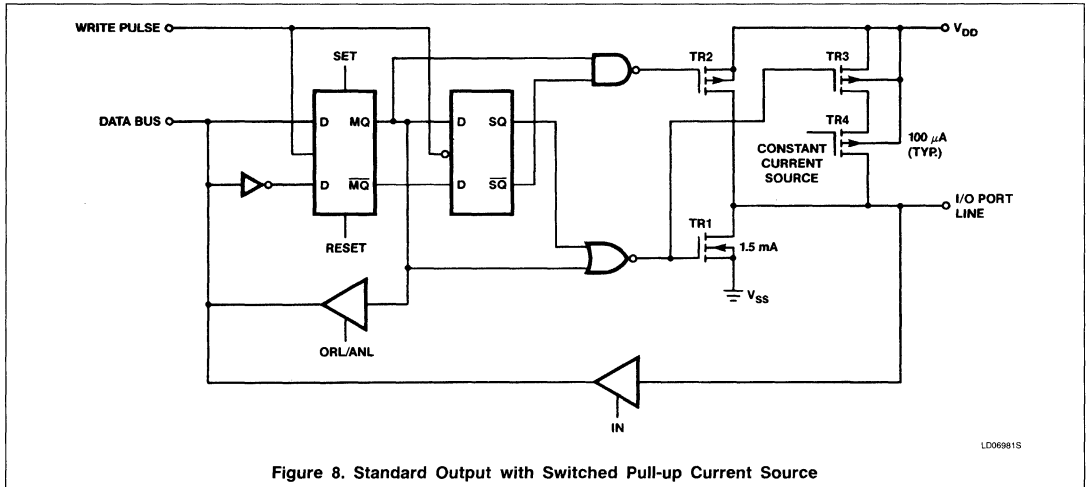 WRITE PULSE
V_DD
SET
TR2
TR3
DATA BUS
D
MQ
D
SQ
TR4
100 μA
(TYP.)
CONSTANT
CURRENT
SOURCE
D
M̅Q̅
D
S̅Q̅
I/O PORT
LINE
TR1
RESET
1.5 mA
V_SS
ORL/ANL
IN
LD06981S
Figure 8. Standard Output with Switched Pull-up Current Source